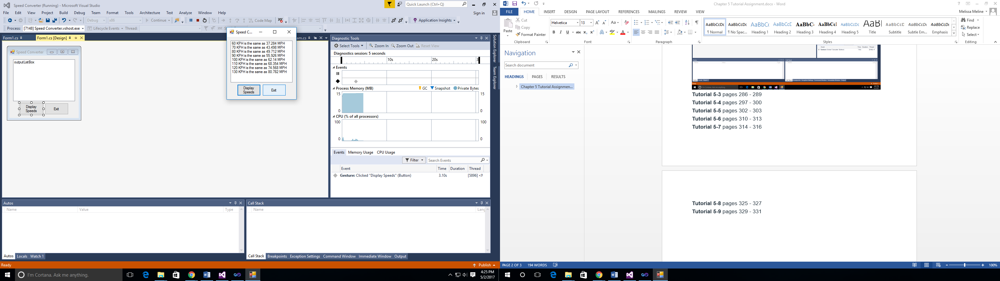 Speed Converter (Running) - Microsoft Visual Studio
Quick Launch (Ctrl+Q)
File Edit View Project Build Debug Team Format Tools Architecture Test Analyze Window Help
Sign in
Debug x86 Continue Code Map Application Insights
Process: [7148] Speed Converter.vshost.exe Lifecycle Events Thread:
Form1.cs Form1.cs [Design]
Speed Converter
outputListBox
Display Speeds Exit
Speed C...
60 KPH is the same as 37.284 MPH
70 KPH is the same as 43.498 MPH
80 KPH is the same as 49.712 MPH
90 KPH is the same as 55.926 MPH
100 KPH is the same as 62.14 MPH
110 KPH is the same as 68.354 MPH
120 KPH is the same as 74.568 MPH
130 KPH is the same as 80.782 MPH
Display Speeds Exit
Diagnostic Tools
Select Tools Zoom In Zoom Out Reset View
Diagnostics session: 5 seconds
10s 20s 3
Events
Process Memory (MB) GC Snapshot Private Bytes
15 15
0 0
CPU (% of all processors)
100 100
0 0
Events Memory Usage CPU Usage
Filter Search Events
Event Time Duration Thread
Gesture: Clicked "Display Speeds" (Button) 3.10s [5896]
Solution Explorer
Team Explorer
Autos
Name Value Type
Autos Locals Watch 1
Call Stack
Name Lang
Call Stack Breakpoints Exception Settings Command Window Immediate Window Output
Ready
Publish
I'm Cortana. Ask me anything.
4:25 PM
5/2/2017
Chapter 5 Tutorial Assignment.docx - Word
FILE HOME INSERT DESIGN PAGE LAYOUT REFERENCES MAILINGS REVIEW VIEW
Melissa Meline
Paste
Cut
Copy
Format Painter
Clipboard
Helvetica 13
Font
Paragraph
AaBbCcDc ¶ Normal
AaBbCcDc ¶ No Spac...
AaBbCc Heading 1
AaBbCcD Heading 2
AaBbCc Heading 3
AaBbCc Heading 4
AaBbCcDc Heading 5
AaBl Title
AaBbCcD Subtitle
AaBbCcDc Subtle Em...
AaBbCcDc Emphasis
Styles
Find
Replace
Select
Editing
Navigation
Search document
HEADINGS PAGES RESULTS
Chapter 5 Tutorial Assignmen...
Tutorial 5-3 pages 286 - 289
Tutorial 5-4 pages 297 - 300
Tutorial 5-5 pages 302 - 303
Tutorial 5-6 pages 310 - 313
Tutorial 5-7 pages 314 - 316
Tutorial 5-8 pages 325 - 327
Tutorial 5-9 pages 329 - 331
PAGE 2 OF 3 194 WORDS
100%